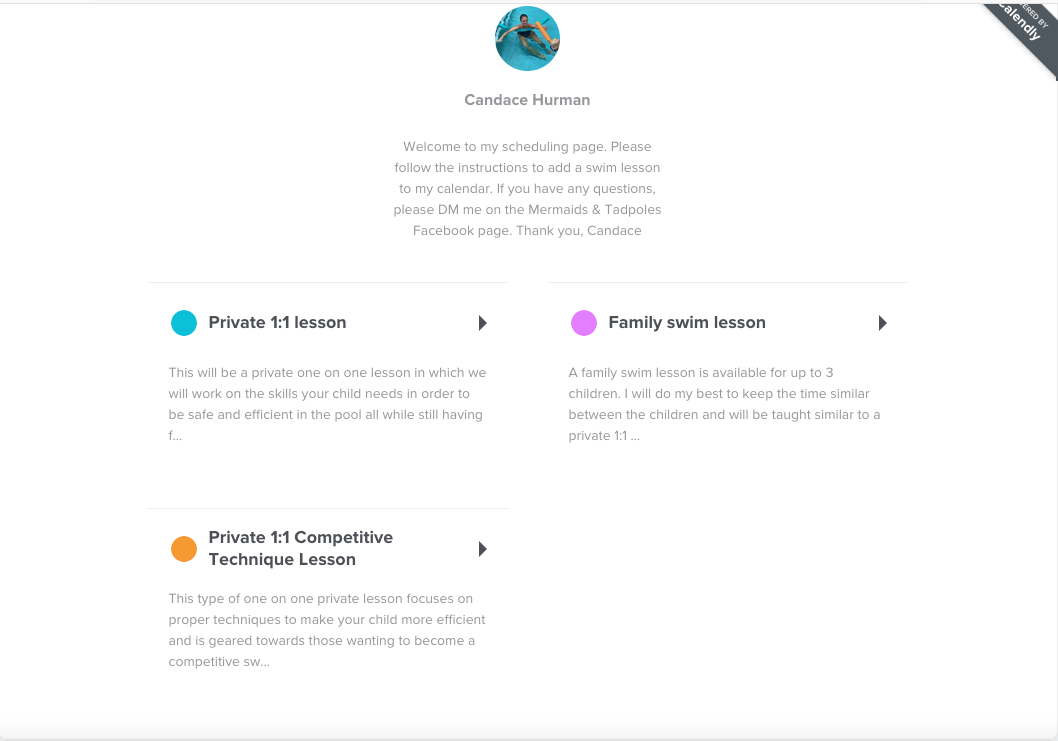 Calendly
Candace Hurman
Welcome to my scheduling page. Please
follow the instructions to add a swim lesson
to my calendar. If you have any questions,
please DM me on the Mermaids & Tadpoles
Facebook page. Thank you, Candace
Private 1:1 lesson
This will be a private one on one lesson in which we
will work on the skills your child needs in order to
be safe and efficient in the pool all while still having
f...
Family swim lesson
A family swim lesson is available for up to 3
children. I will do my best to keep the time similar
between the children and will be taught similar to a
private 1:1 ...
Private 1:1 Competitive
Technique Lesson
This type of one on one private lesson focuses on
proper techniques to make your child more efficient
and is geared towards those wanting to become a
competitive sw...